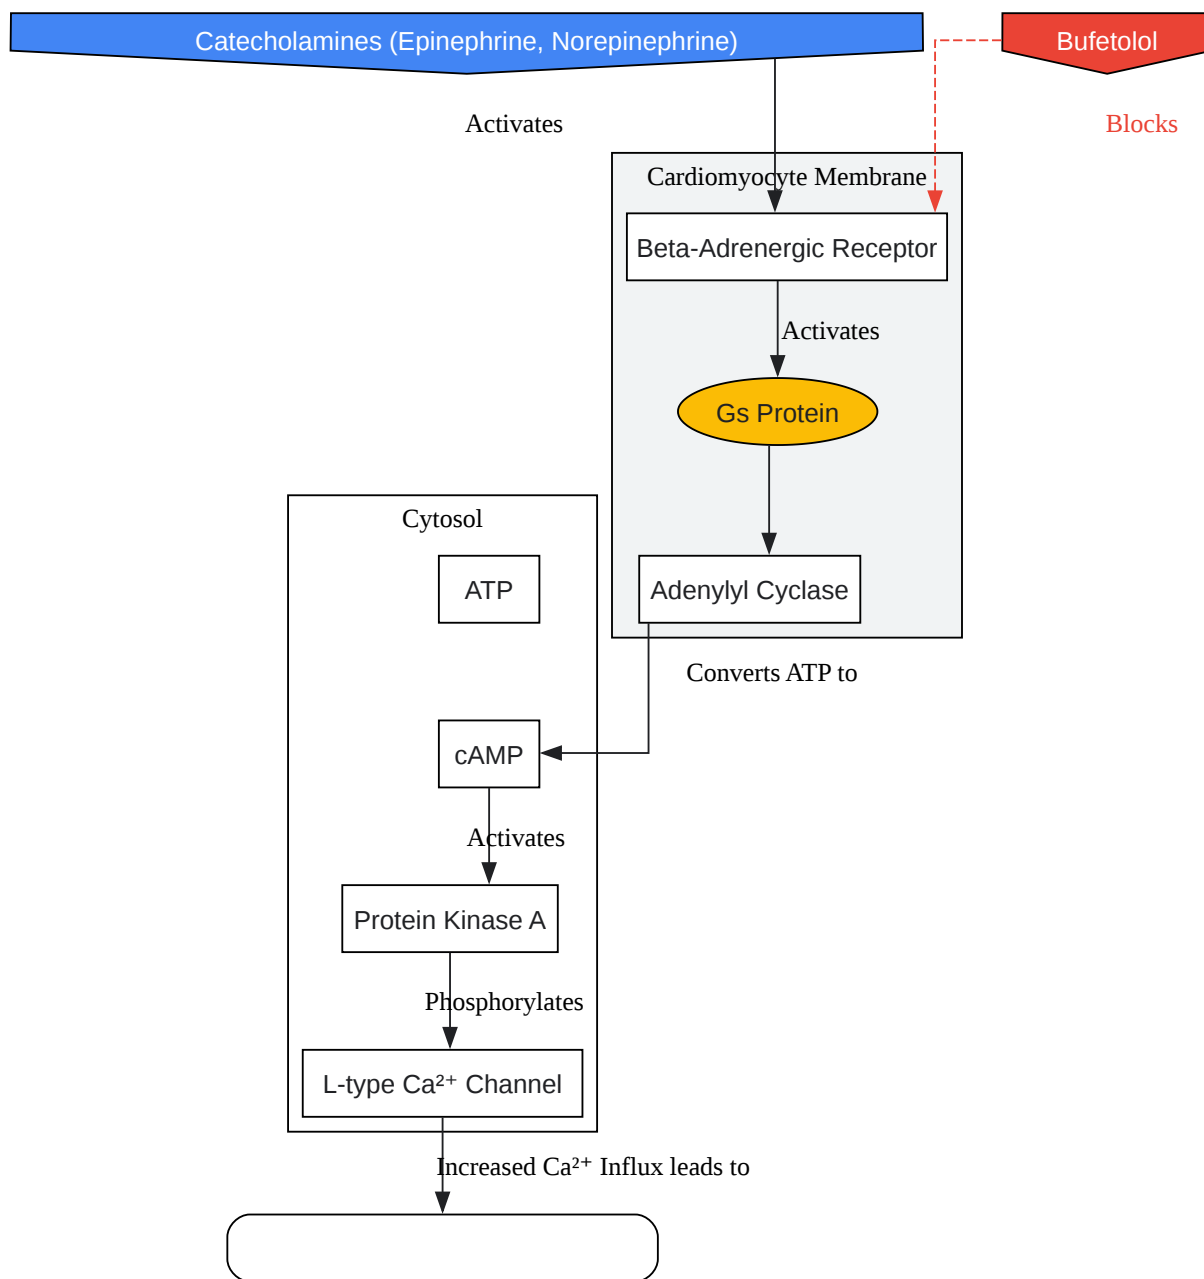 Catecholamines (Epinephrine, Norepinephrine)
Bufetolol
Activates
Blocks
Cardiomyocyte Membrane
Beta-Adrenergic Receptor
Activates
Gs Protein
Cytosol
ATP
Adenylyl Cyclase
Converts ATP to
cAMP
Activates
Protein Kinase A
Phosphorylates
L-type Ca²⁺ Channel
Increased Ca²⁺ Influx leads to